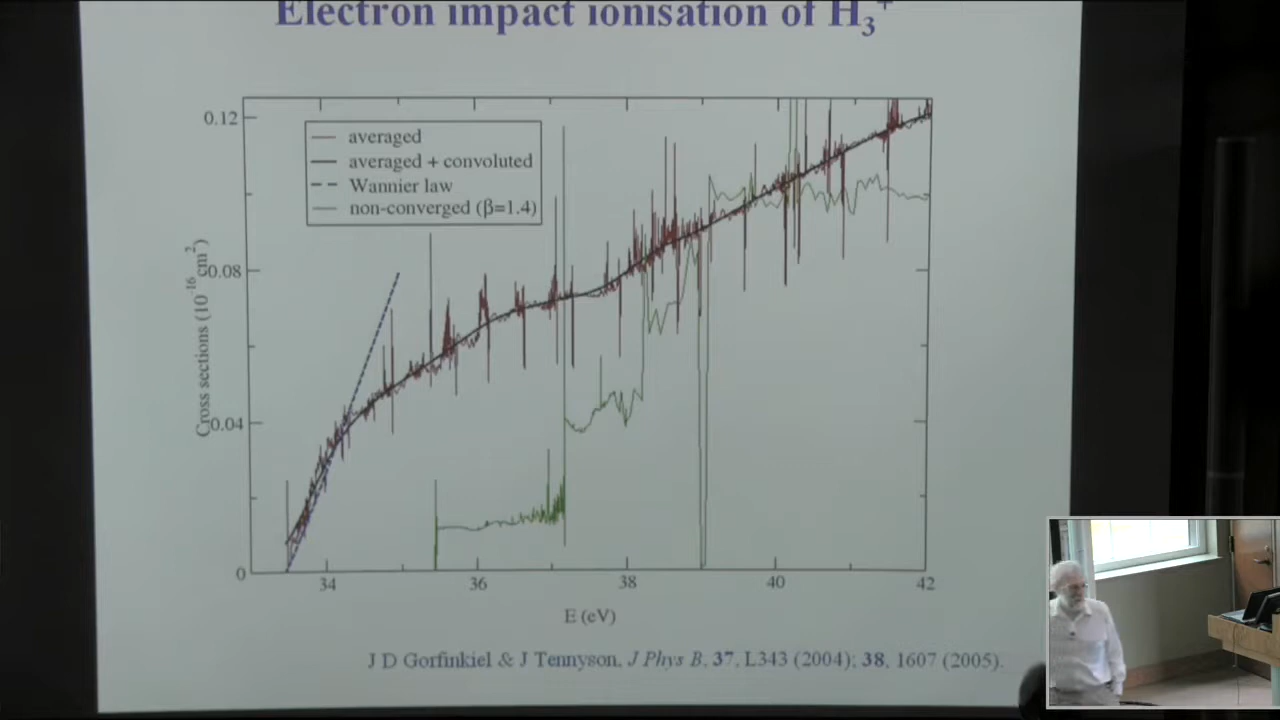 Electron impact ionisation of H3+
0.12
averaged
averaged + convoluted
Wannier law
non-converged (β=1.4)
0.08
Cross sections (10-16cm2)
0.04
0
34 36 38 40 42
E (eV)
J D Gorfinkiel & J Tennyson, J Phys B, 37, L343 (2004); 38, 1607 (2005).